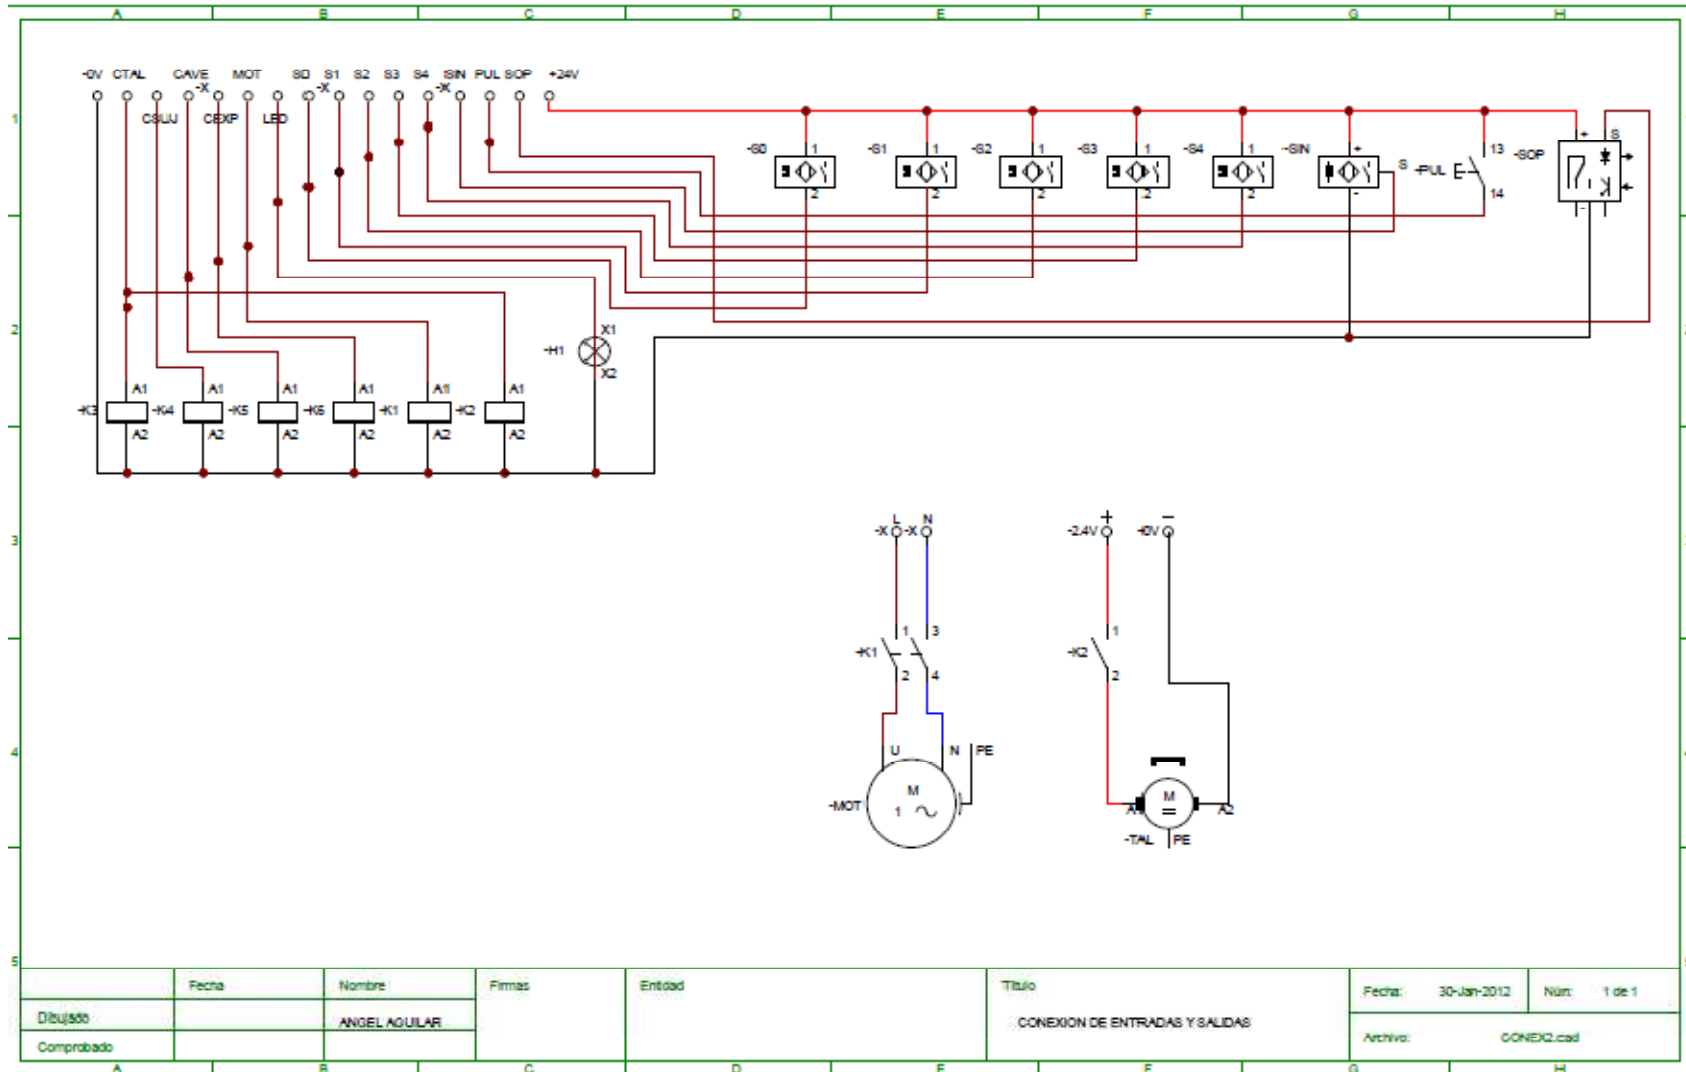 A B C D E F G H
-0V CTAL CAVE MOT S0 S1 S2 S3 S4 SIN PUL SOP +24V
-X -X -X
CSUJ CEXP LED
1
-S0 1 -S1 1 -S2 1 -S3 1 -S4 1 -SIN + 13 -SOP + S
S -PUL
2 2 2 2 2 - 14 -
2
X1
-H1
X2
A1 A1 A1 A1 A1 A1
-K3 -K4 -K5 -K6 -K1 -K2
A2 A2 A2 A2 A2 A2
3
L N + -
-X -X -24V -0V
1 3 1
-K1 -K2
2 4 2
4
U N PE
M
1
-MOT
M
A1 A2
-TAL PE
5
Fecha Nombre Firmas Entidad Título Fecha: 30-Jan-2012 Núm: 1 de 1
Dibujado ANGEL AGUILAR CONEXION DE ENTRADAS Y SALIDAS
Comprobado Archivo: CONEX2.cad
A B C D E F G H